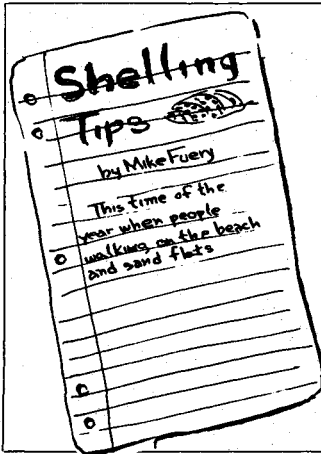 Shelling
Tips
by Mike Fuery
This time of the
year when people
walking on the beach
and sand flats